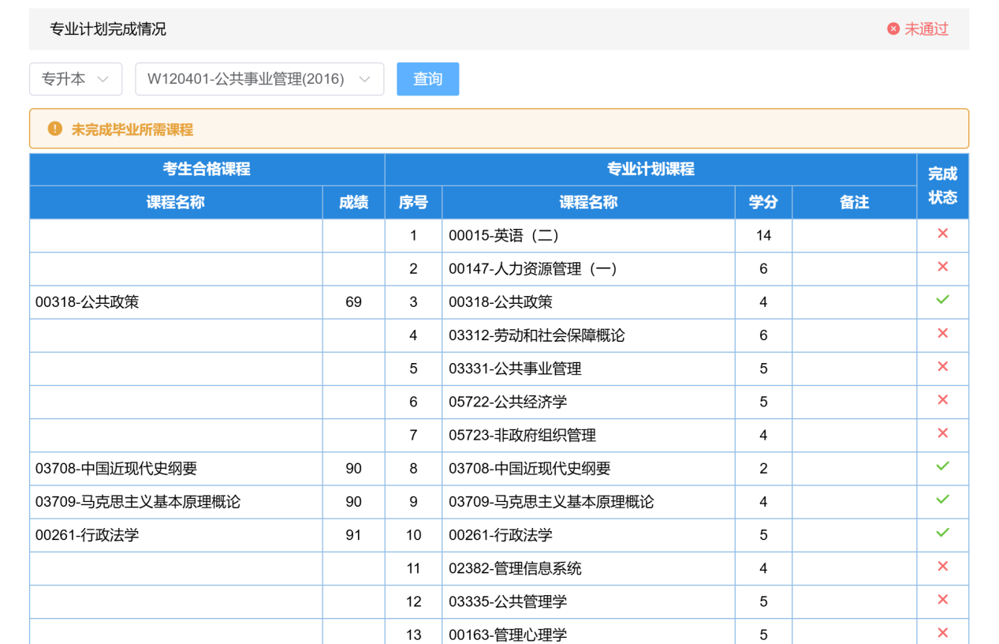 专业计划完成情况 未通过
专升本 W120401-公共事业管理(2016) 查询
未完成毕业所需课程
考生合格课程 专业计划课程 完成状态
课程名称 成绩 序号 课程名称 学分 备注
1 00015-英语（二） 14
2 00147-人力资源管理（一） 6
00318-公共政策 69 3 00318-公共政策 4
4 03312-劳动和社会保障概论 6
5 03331-公共事业管理 5
6 05722-公共经济学 5
7 05723-非政府组织管理 4
03708-中国近现代史纲要 90 8 03708-中国近现代史纲要 2
03709-马克思主义基本原理概论 90 9 03709-马克思主义基本原理概论 4
00261-行政法学 91 10 00261-行政法学 5
11 02382-管理信息系统 4
12 03335-公共管理学 5
13 00163-管理心理学 5